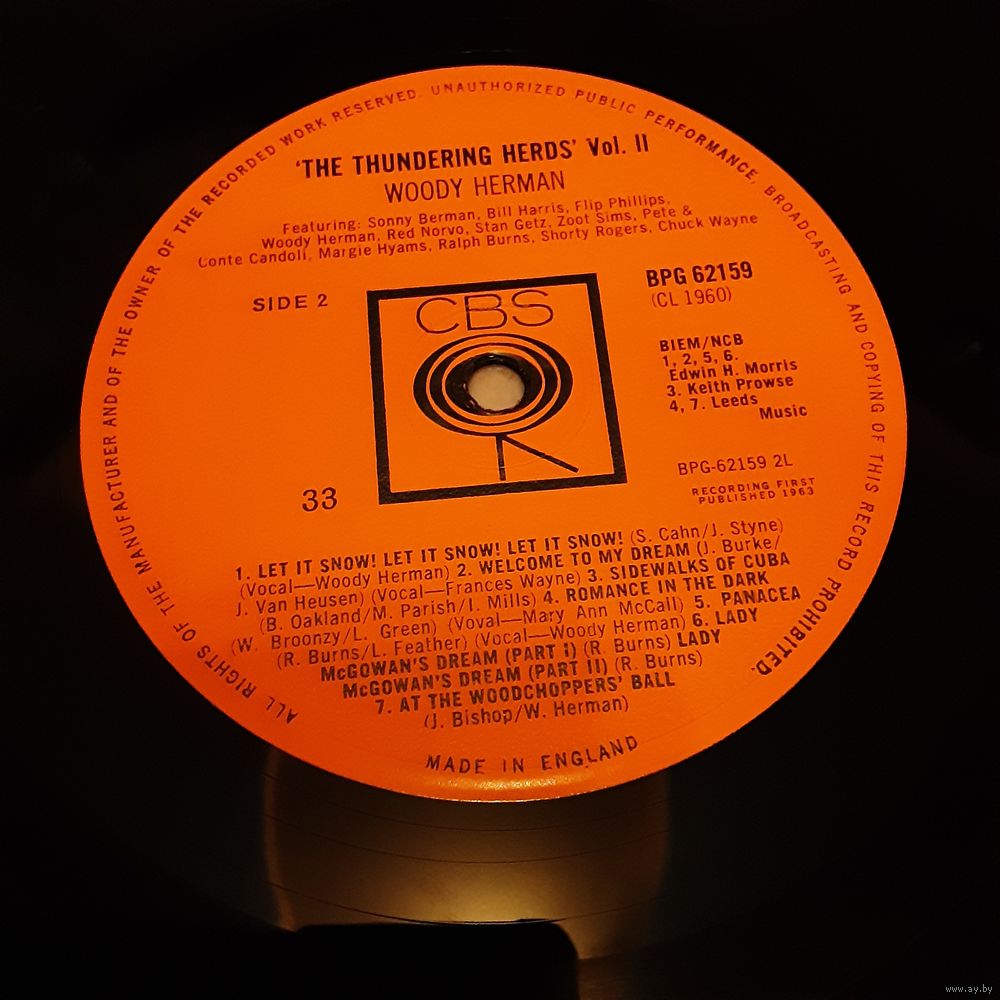 ALL RIGHTS OF THE MANUFACTURER AND OF THE OWNER OF THE RECORDED WORK RESERVED. UNAUTHORIZED PUBLIC PERFORMANCE, BROADCASTING AND COPYING OF THIS RECORD PROHIBITED.
'THE THUNDERING HERDS' Vol. II
WOODY HERMAN
Featuring: Sonny Berman, Bill Harris, Flip Phillips,
Woody Herman, Red Norvo, Stan Getz, Zoot Sims, Pete &
Conte Candoli, Margie Hyams, Ralph Burns, Shorty Rogers, Chuck Wayne
SIDE 2
CBS
BPG 62159
(CL 1960)
BIEM/NCB
1, 2, 5, 6.
Edwin H. Morris
3. Keith Prowse
4, 7. Leeds
Music
BPG-62159 2L
RECORDING FIRST
PUBLISHED 1963
33
1. LET IT SNOW! LET IT SNOW! LET IT SNOW! (S. Cahn/J. Styne)
(Vocal—Woody Herman) 2. WELCOME TO MY DREAM (J. Burke/
J. Van Heusen) (Vocal—Frances Wayne) 3. SIDEWALKS OF CUBA
(B. Oakland/M. Parish/I. Mills) 4. ROMANCE IN THE DARK
(W. Broonzy/L. Green) (Voval—Mary Ann McCall) 5. PANACEA
(R. Burns/L. Feather) (Vocal—Woody Herman) 6. LADY
McGOWAN'S DREAM (PART I) (R. Burns) LADY
McGOWAN'S DREAM (PART II) (R. Burns)
7. AT THE WOODCHOPPERS' BALL
(J. Bishop/W. Herman)
MADE IN ENGLAND
www.ay.by